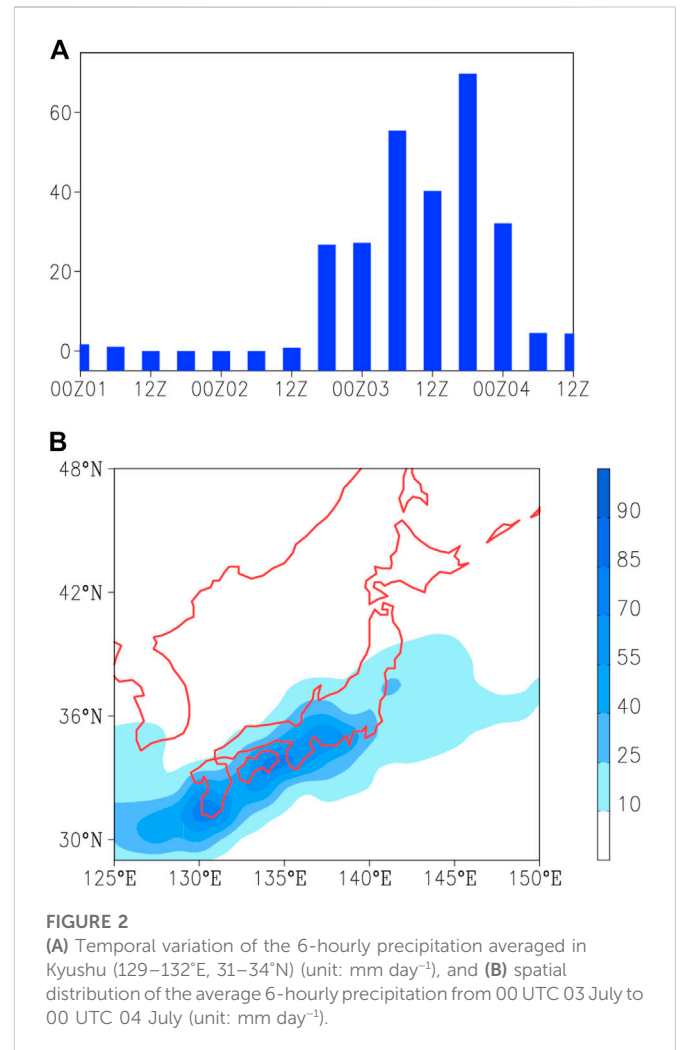 A
60
40
20
0
00Z01 12Z 00Z02 12Z 00Z03 12Z 00Z04 12Z
B
48°N
42°N
36°N
30°N
125°E 130°E 135°E 140°E 145°E 150°E
90
85
70
55
40
25
10
FIGURE 2
(A) Temporal variation of the 6-hourly precipitation averaged in
Kyushu (129–132°E, 31–34°N) (unit: mm day⁻¹), and (B) spatial
distribution of the average 6-hourly precipitation from 00 UTC 03 July to
00 UTC 04 July (unit: mm day⁻¹).